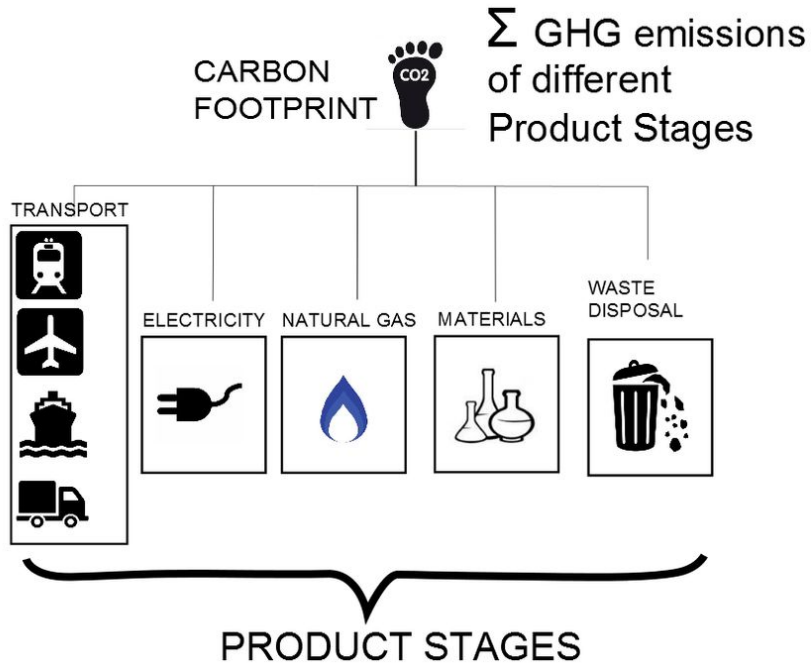 CARBON
FOOTPRINT
CO2
Σ GHG emissions
of different
Product Stages
TRANSPORT
ELECTRICITY
NATURAL GAS
MATERIALS
WASTE
DISPOSAL
PRODUCT STAGES